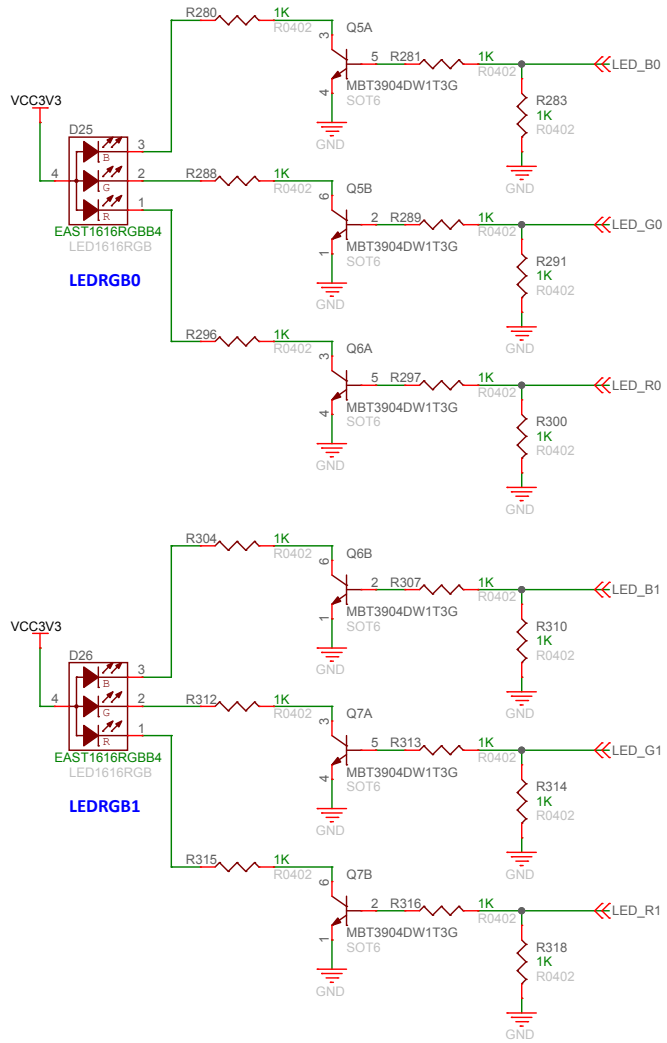 R280 1K R0402
Q5A
3 5 4
R281 1K R0402
LED_B0
MBT3904DW1T3G
SOT6
R283
1K
R0402
GND
GND
VCC3V3
D25
4 B 3
G 2
R 1
EAST1616RGBB4
LED1616RGB
LEDRGB0
R288 1K R0402
Q5B
6 2 1
R289 1K R0402
LED_G0
MBT3904DW1T3G
SOT6
R291
1K
R0402
GND
GND
R296 1K R0402
Q6A
3 5 4
R297 1K R0402
LED_R0
MBT3904DW1T3G
SOT6
R300
1K
R0402
GND
GND
R304 1K R0402
Q6B
6 2 1
R307 1K R0402
LED_B1
MBT3904DW1T3G
SOT6
R310
1K
R0402
GND
GND
VCC3V3
D26
4 B 3
G 2
R 1
EAST1616RGBB4
LED1616RGB
LEDRGB1
R312 1K R0402
Q7A
3 5 4
R313 1K R0402
LED_G1
MBT3904DW1T3G
SOT6
R314
1K
R0402
GND
GND
R315 1K R0402
Q7B
6 2 1
R316 1K R0402
LED_R1
MBT3904DW1T3G
SOT6
R318
1K
R0402
GND
GND